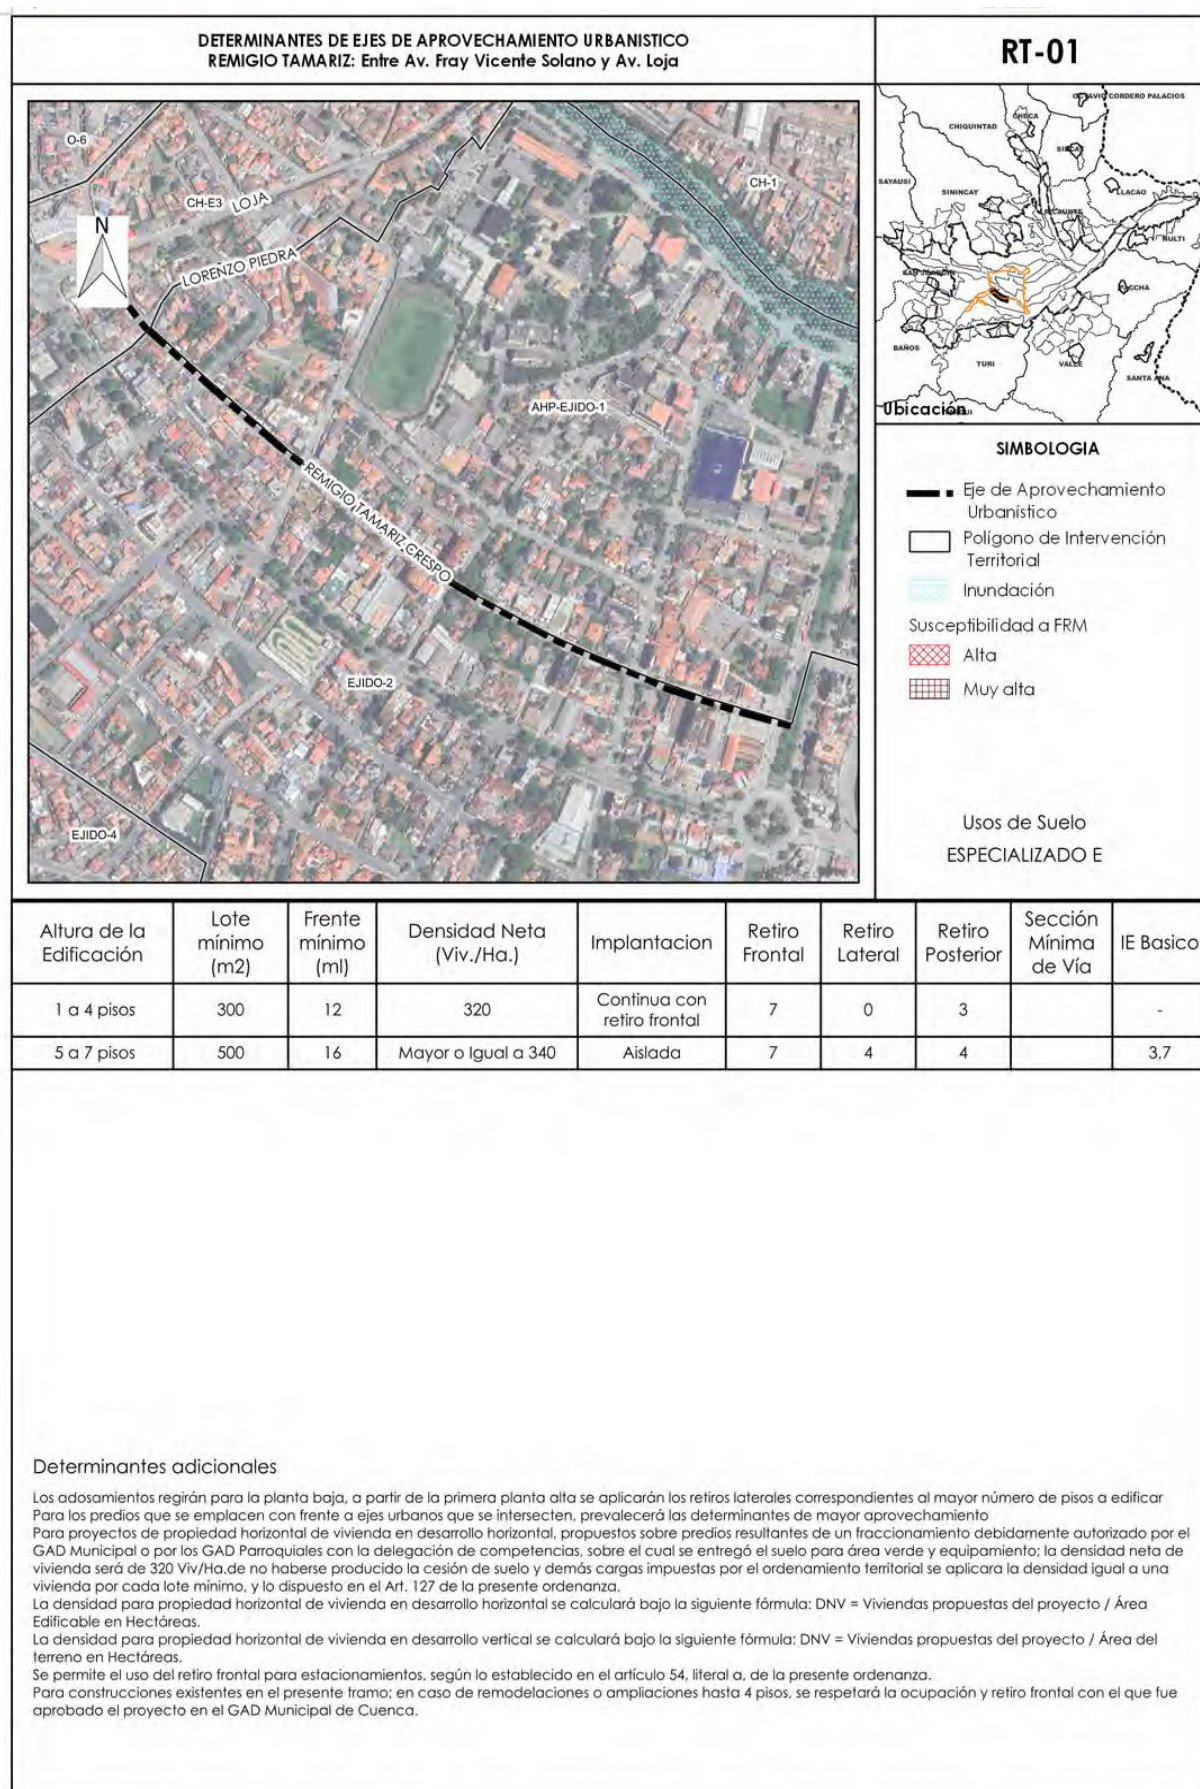 DETERMINANTES DE EJES DE APROVECHAMIENTO URBANISTICO
REMIGIO TAMARIZ: Entre Av. Fray Vicente Solano y Av. Loja
RT-01
O-6
CH-E3
LOJA
CH-1
N
LORENZO PIEDRA
AHP-EJIDO-1
REMIGIO TAMARIZ CRESPO
EJIDO-2
EJIDO-4
OCTAVIO CORDERO PALACIOS
CHECA
CHIQUINTAD
SAYAUSI
SININCAY
LLACAO
NULTI
PACCHA
BAÑOS
TURI
VALLE
SANTA ANA
Ubicación
SIMBOLOGIA
Eje de Aprovechamiento
Urbanístico
Polígono de Intervención
Territorial
Inundación
Susceptibilidad a FRM
Alta
Muy alta
Usos de Suelo
ESPECIALIZADO E
Altura de la Edificación | Lote mínimo (m2) | Frente mínimo (ml) | Densidad Neta (Viv./Ha.) | Implantacion | Retiro Frontal | Retiro Lateral | Retiro Posterior | Sección Mínima de Vía | IE Basico
1 a 4 pisos | 300 | 12 | 320 | Continua con retiro frontal | 7 | 0 | 3 | | -
5 a 7 pisos | 500 | 16 | Mayor o Igual a 340 | Aislada | 7 | 4 | 4 | | 3,7
Determinantes adicionales
Los adosamientos regirán para la planta baja, a partir de la primera planta alta se aplicarán los retiros laterales correspondientes al mayor número de pisos a edificar
Para los predios que se emplacen con frente a ejes urbanos que se intersecten, prevalecerá las determinantes de mayor aprovechamiento
Para proyectos de propiedad horizontal de vivienda en desarrollo horizontal, propuestos sobre predios resultantes de un fraccionamiento debidamente autorizado por el
GAD Municipal o por los GAD Parroquiales con la delegación de competencias, sobre el cual se entregó el suelo para área verde y equipamiento; la densidad neta de
vivienda será de 320 Viv/Ha.de no haberse producido la cesión de suelo y demás cargas impuestas por el ordenamiento territorial se aplicara la densidad igual a una
vivienda por cada lote mínimo, y lo dispuesto en el Art. 127 de la presente ordenanza.
La densidad para propiedad horizontal de vivienda en desarrollo horizontal se calculará bajo la siguiente fórmula: DNV = Viviendas propuestas del proyecto / Área
Edificable en Hectáreas.
La densidad para propiedad horizontal de vivienda en desarrollo vertical se calculará bajo la siguiente fórmula: DNV = Viviendas propuestas del proyecto / Área del
terreno en Hectáreas.
Se permite el uso del retiro frontal para estacionamientos, según lo establecido en el artículo 54, literal a, de la presente ordenanza.
Para construcciones existentes en el presente tramo; en caso de remodelaciones o ampliaciones hasta 4 pisos, se respetará la ocupación y retiro frontal con el que fue
aprobado el proyecto en el GAD Municipal de Cuenca.